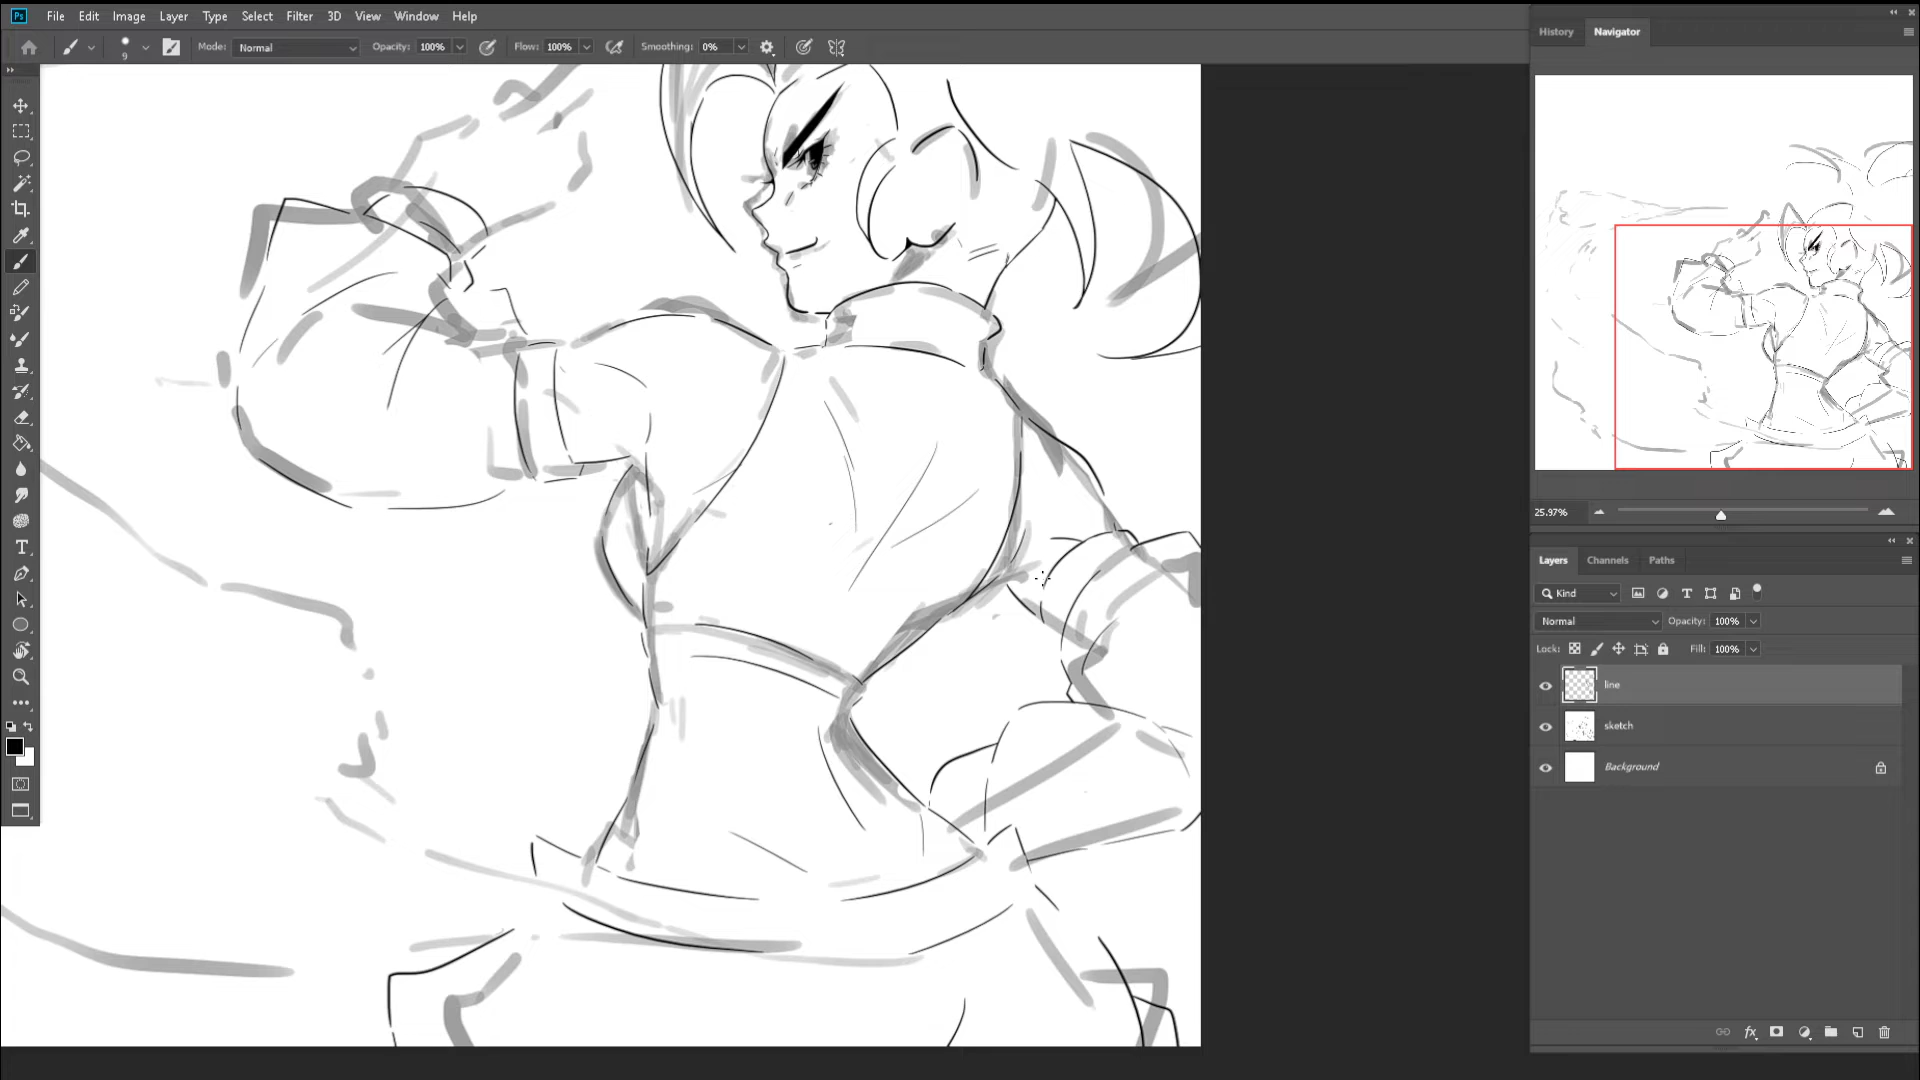 Ps File Edit Image Layer Type Select Filter 3D View Window Help
9 Mode: Normal Opacity: 100% Flow: 100% Smoothing: 0%
History Navigator
25.97%
Layers Channels Paths
Kind
Normal Opacity: 100%
Lock: Fill: 100%
line
sketch
Background